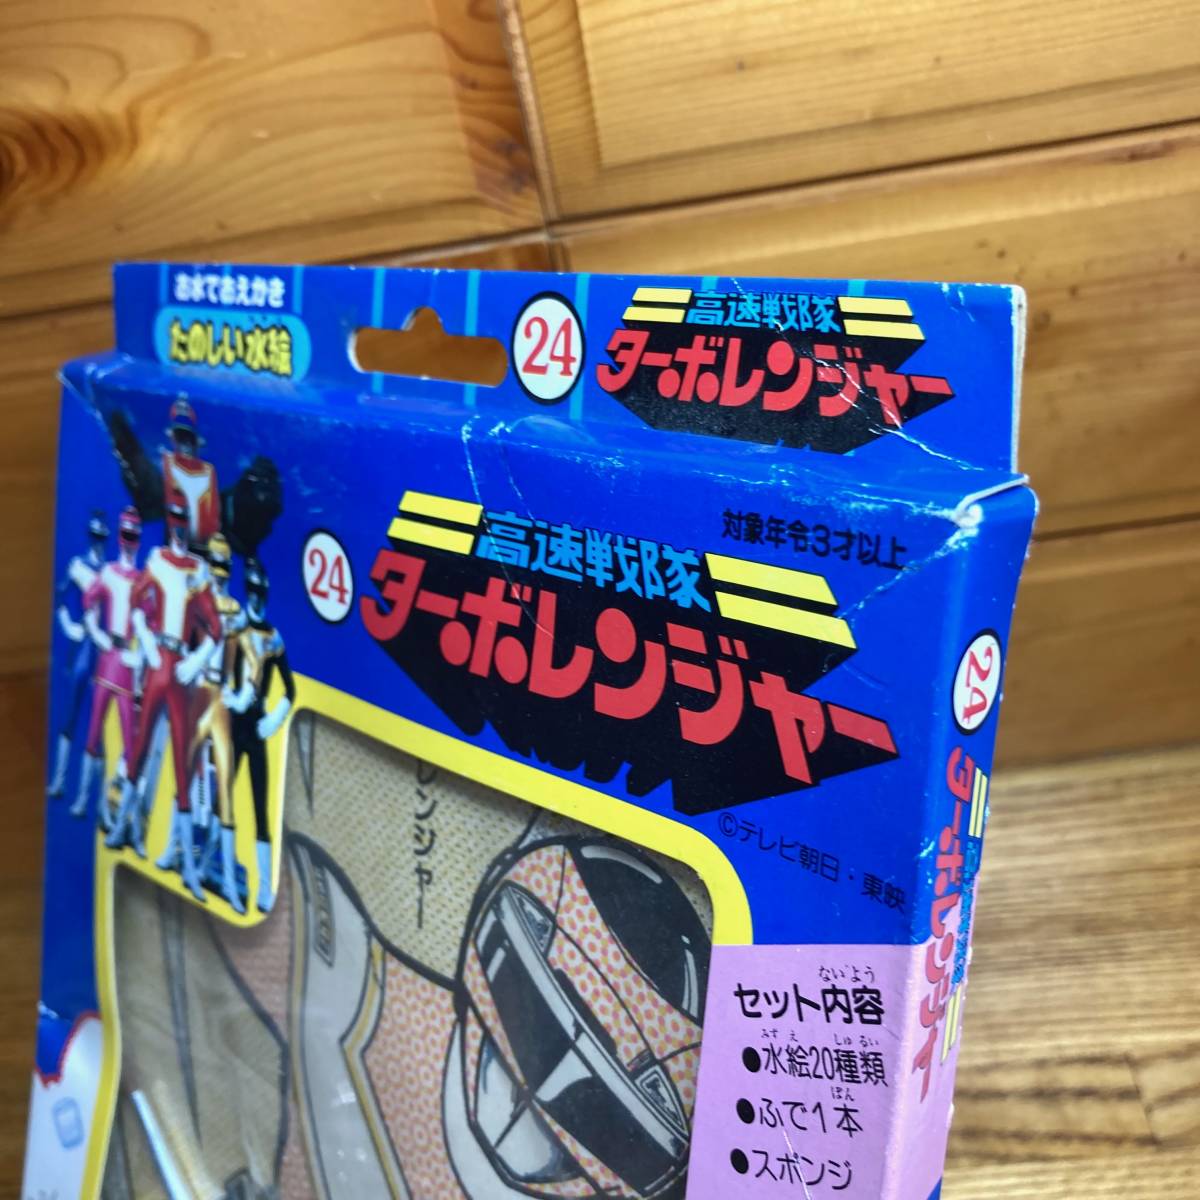 お水でおえかき
たのしい水絵
24
高速戦隊
ターボレンジャー
対象年令3才以上
24
高速戦隊
ターボレンジャー
©テレビ朝日・東映
レンジャー
セット内容
ないよう
●水絵20種類
みずえ しゅるい
●ふで1本
ぽん
●スポンジ
24
ターボレンジャー